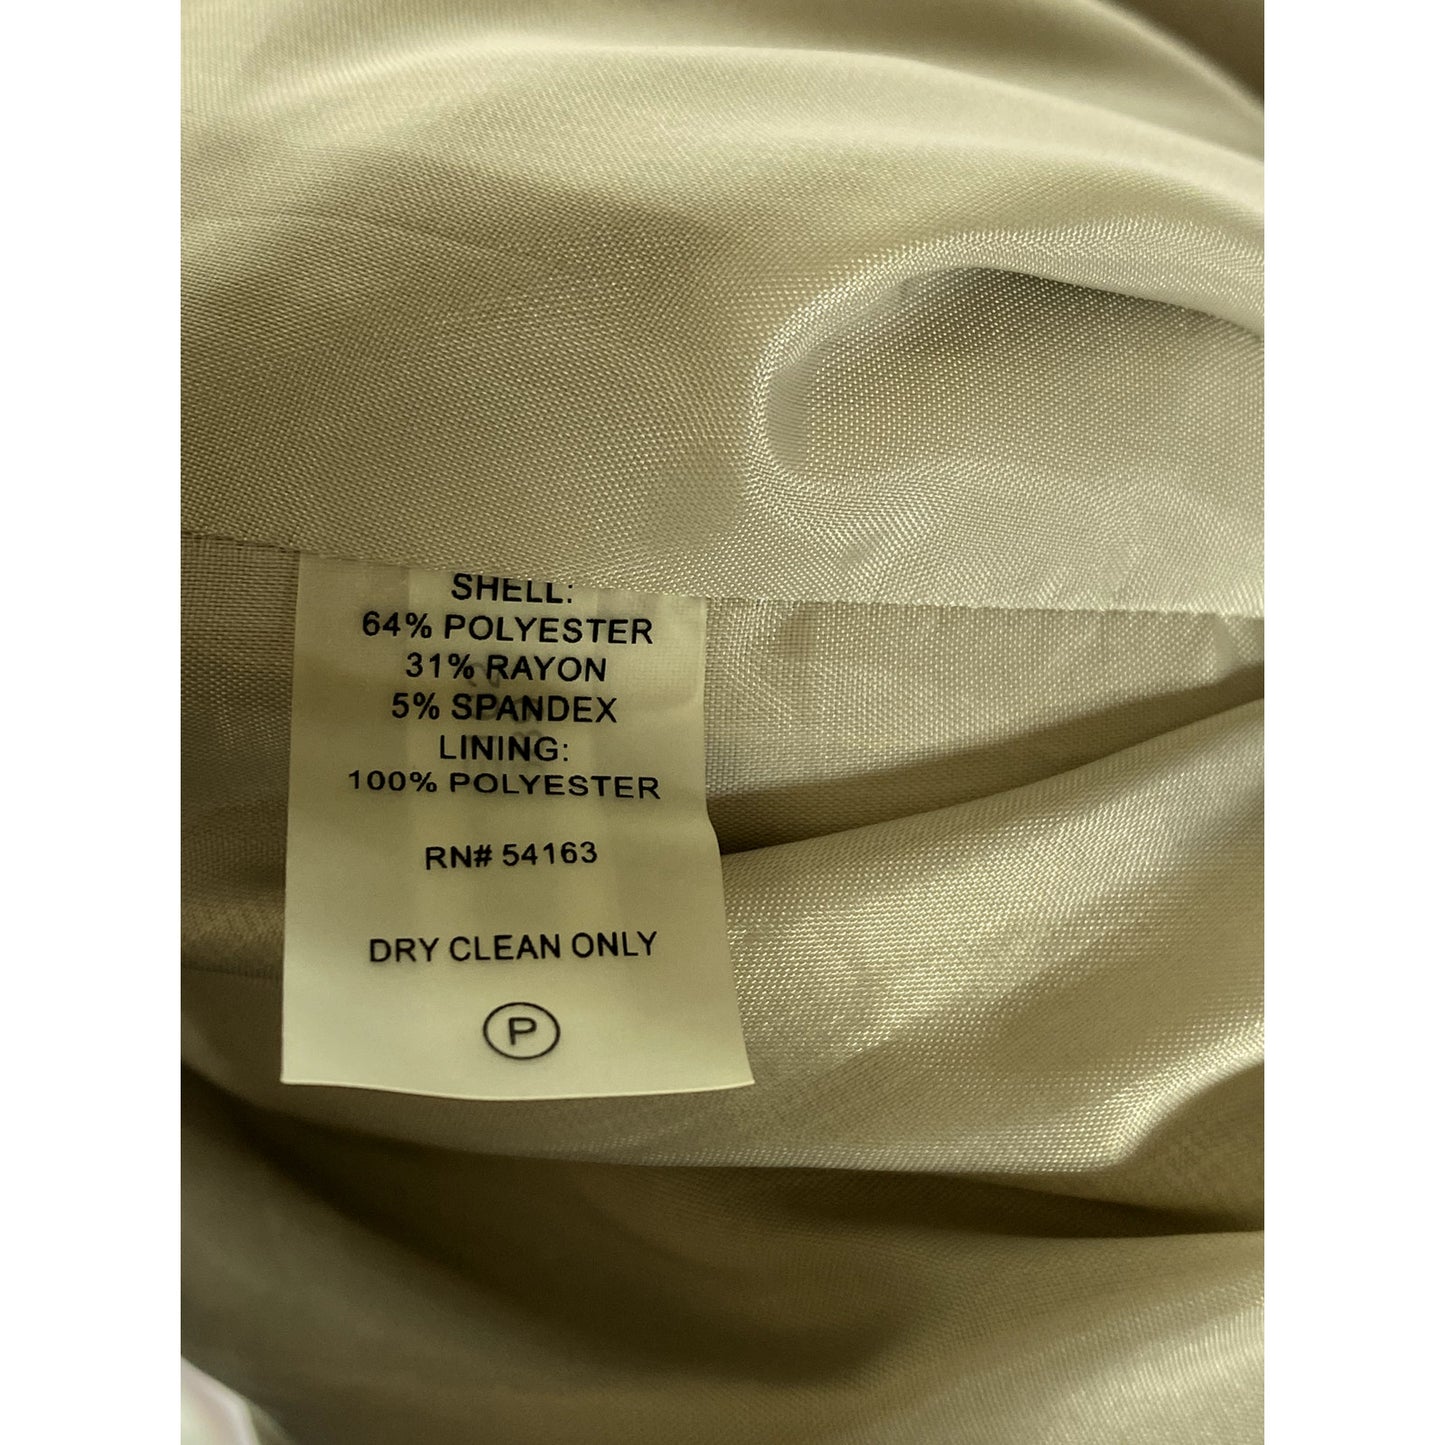 SHELL:
64% POLYESTER
31% RAYON
5% SPANDEX
LINING:
100% POLYESTER
RN# 54163
DRY CLEAN ONLY
P